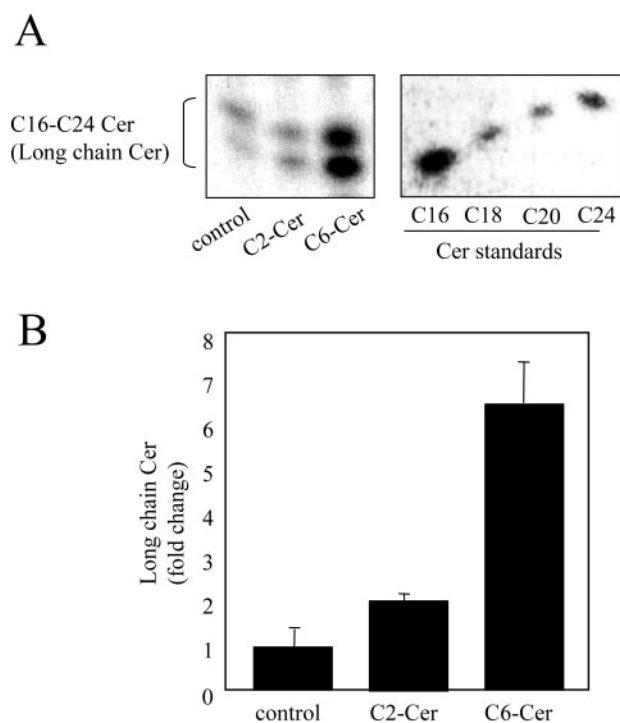 A
C16-C24 Cer
(Long chain Cer)
control
C2-Cer
C6-Cer
C16 C18 C20 C24
Cer standards
B
Long chain Cer
(fold change)
8
7
6
5
4
3
2
1
0
control C2-Cer C6-Cer